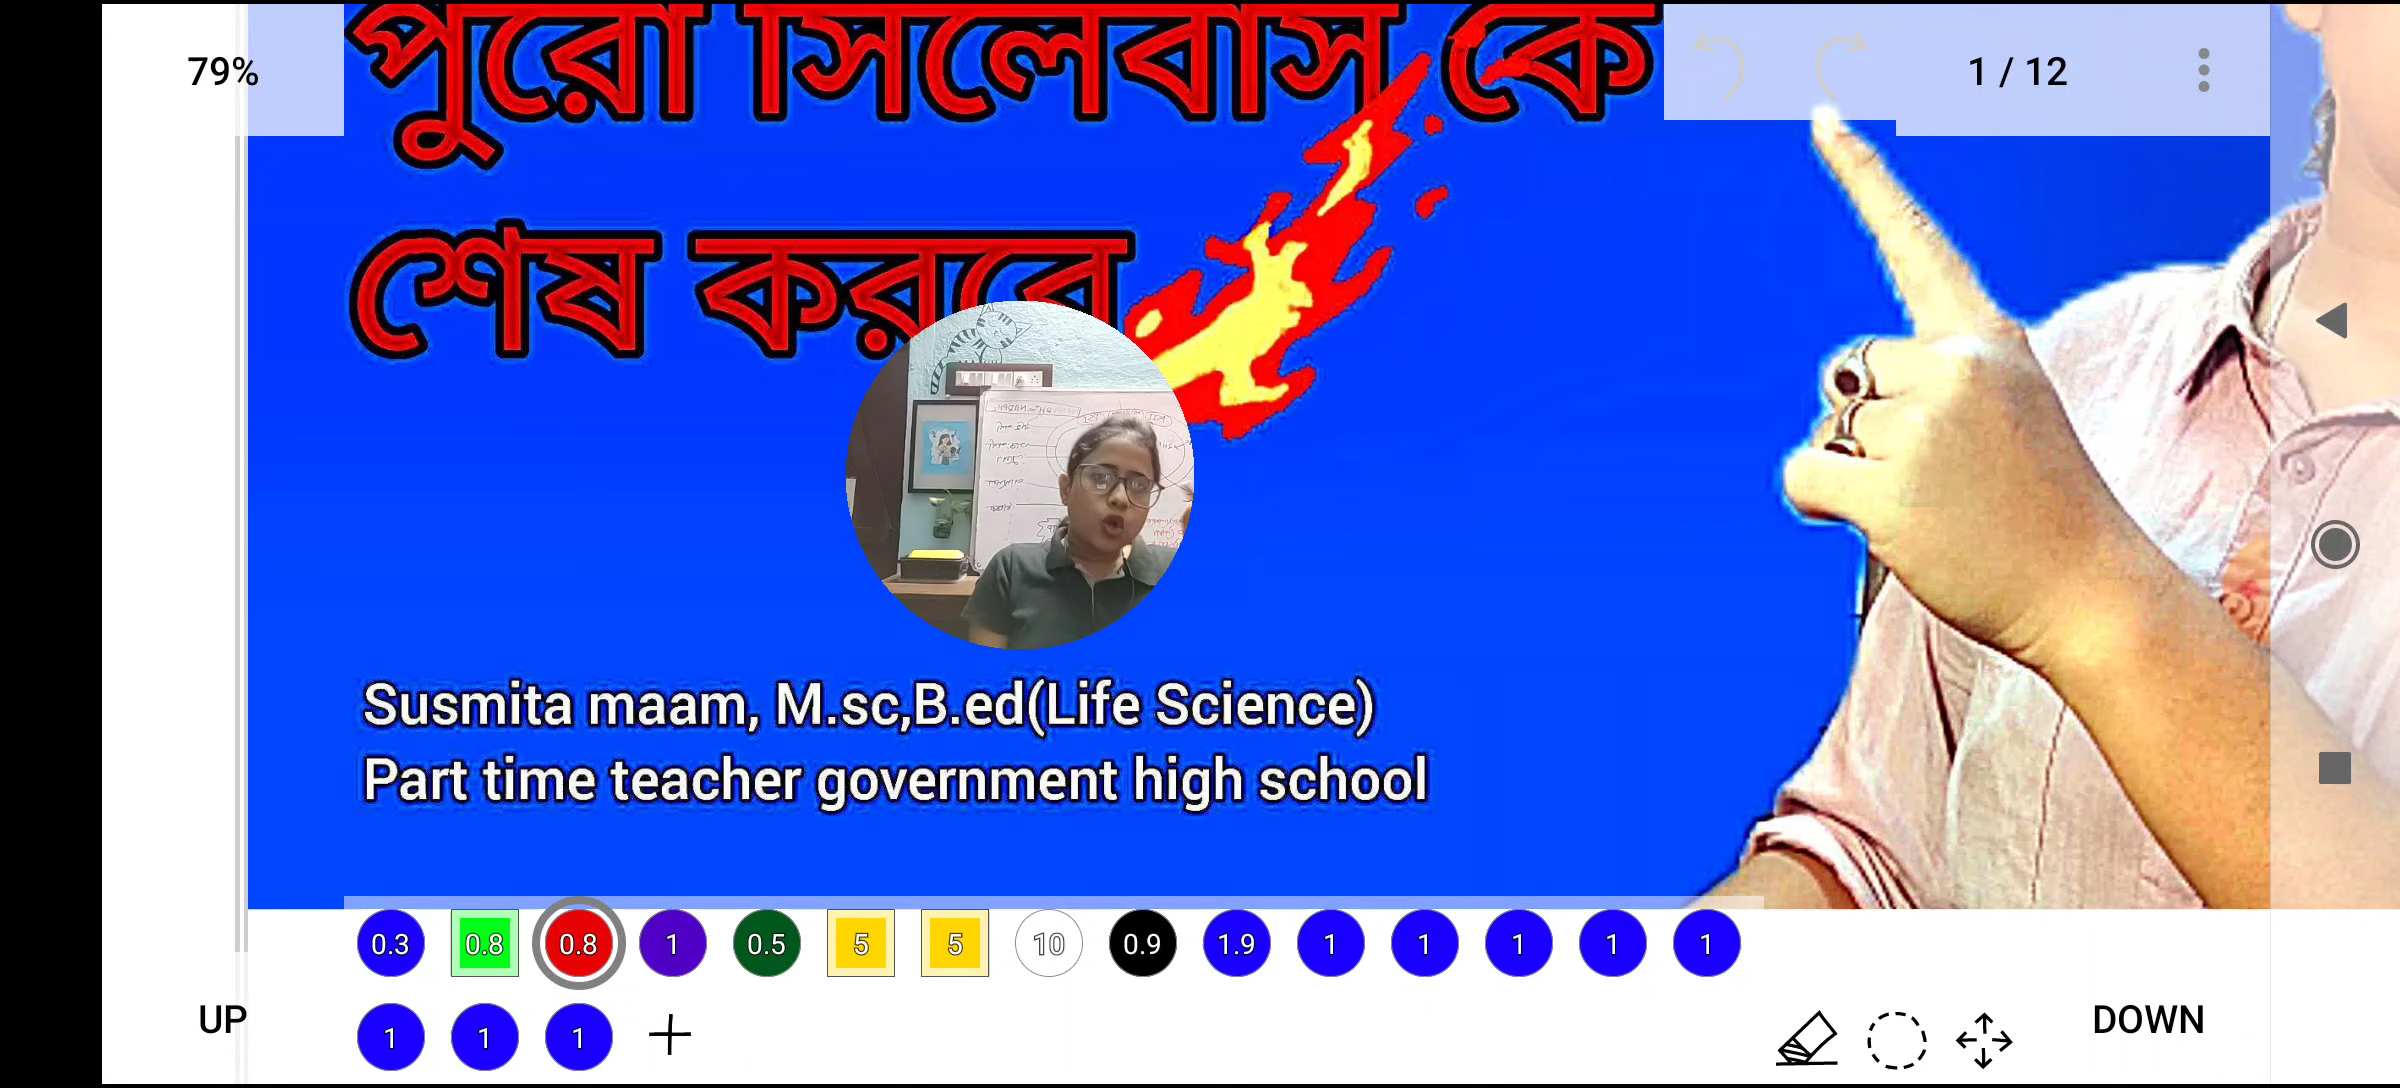 79%
1 / 12
পুরো সিলেবাস কে
শেষ করবে
Susmita maam, M.sc,B.ed(Life Science)
Part time teacher government high school
0.3 0.8 0.8 1 0.5 5 5 10 0.9 1.9 1 1 1 1 1
UP 1 1 1 + DOWN